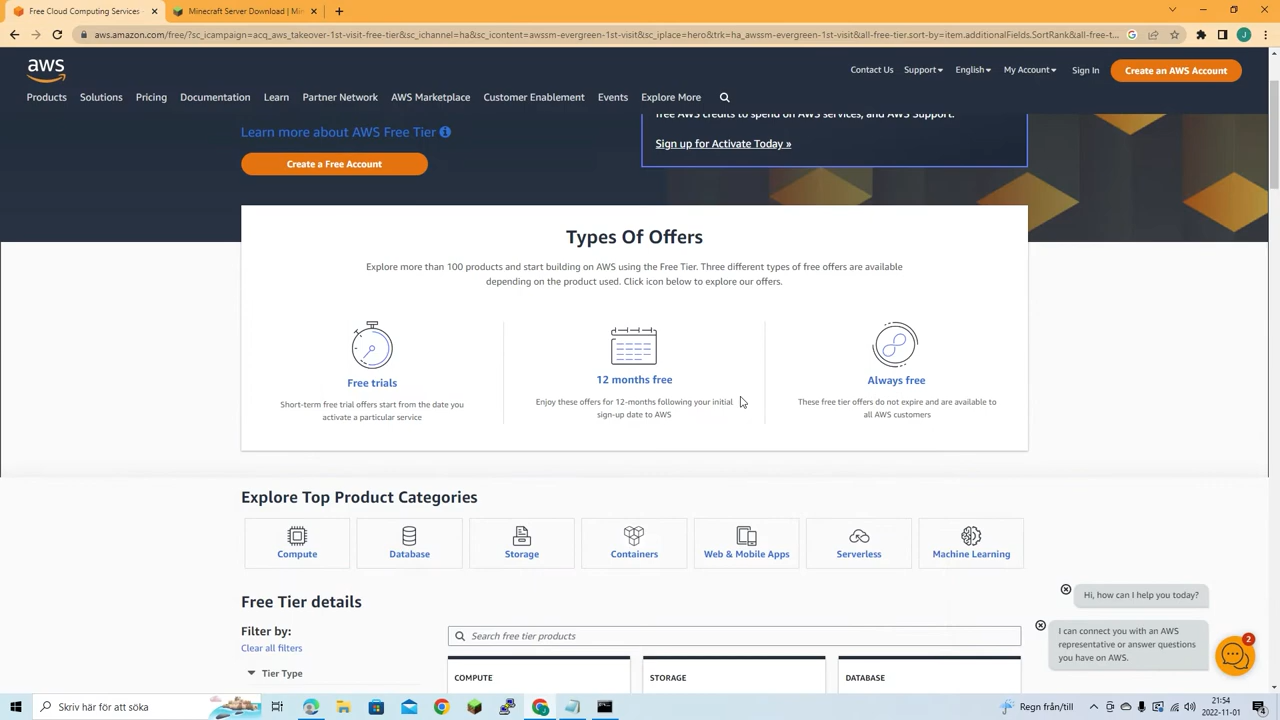 Free Cloud Computing Services -
Minecraft Server Download | Min
aws.amazon.com/free/?sc_icampaign=acq_awsm-evergreen-1st-visit-free-tier&sc_ichannel=ha&sc_icontent=awssm-evergreen-1st-visit&sc_iplace=hero&trk=ha_awssm-evergreen-1st-visit&all-free-tier.sort-by=item.additionalFields.SortRank&all-free-t...
J
aws
Contact Us Support English My Account Sign In Create an AWS Account
Products Solutions Pricing Documentation Learn Partner Network AWS Marketplace Customer Enablement Events Explore More
free AWS credits to spend on AWS services, and AWS Support.
Learn more about AWS Free Tier
Sign up for Activate Today »
Create a Free Account
Types Of Offers
Explore more than 100 products and start building on AWS using the Free Tier. Three different types of free offers are available
depending on the product used. Click icon below to explore our offers.
Free trials
Short-term free trial offers start from the date you
activate a particular service
12 months free
Enjoy these offers for 12-months following your initial
sign-up date to AWS
Always free
These free tier offers do not expire and are available to
all AWS customers
Explore Top Product Categories
Compute Database Storage Containers Web & Mobile Apps Serverless Machine Learning
Free Tier details
Filter by:
Clear all filters
Tier Type
Search free tier products
COMPUTE STORAGE DATABASE
Hi, how can I help you today?
I can connect you with an AWS
representative or answer questions
you have on AWS.
2
Skriv här för att söka
Regn från/till
21:54
2022-11-01